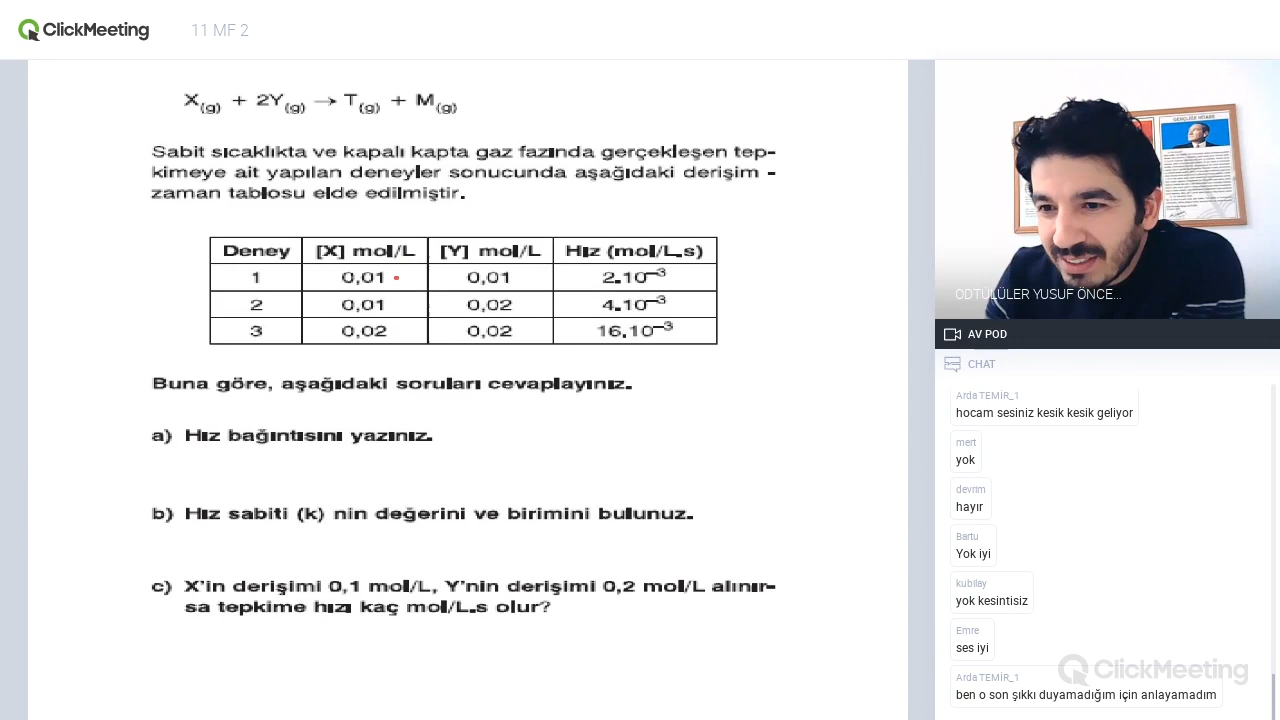 ClickMeeting
11 MF 2
X(g) + 2Y(g) → T(g) + M(g)
Sabit sıcaklıkta ve kapalı kapta gaz fazında gerçekleşen tep-
kimeye ait yapılan deneyler sonucunda aşağıdaki derişim -
zaman tablosu elde edilmiştir.
Deney [X] mol/L [Y] mol/L Hız (mol/L.s)
1 0,01 0,01 2.10⁻³
2 0,01 0,02 4.10⁻³
3 0,02 0,02 16.10⁻³
Buna göre, aşağıdaki soruları cevaplayınız.
a) Hız bağıntısını yazınız.
b) Hız sabiti (k) nin değerini ve birimini bulunuz.
c) X'in derişimi 0,1 mol/L, Y'nin derişimi 0,2 mol/L alınır-
sa tepkime hızı kaç mol/L.s olur?
GENÇLİĞE HİTABE
ODTÜLÜLER YUSUF ÖNCE...
AV POD
CHAT
Arda TEMİR_1
hocam sesiniz kesik kesik geliyor
mert
yok
devrim
hayır
Bartu
Yok iyi
kubilay
yok kesintisiz
Emre
ses iyi
Arda TEMİR_1
ben o son şıkkı duyamadığım için anlayamadım
ClickMeeting